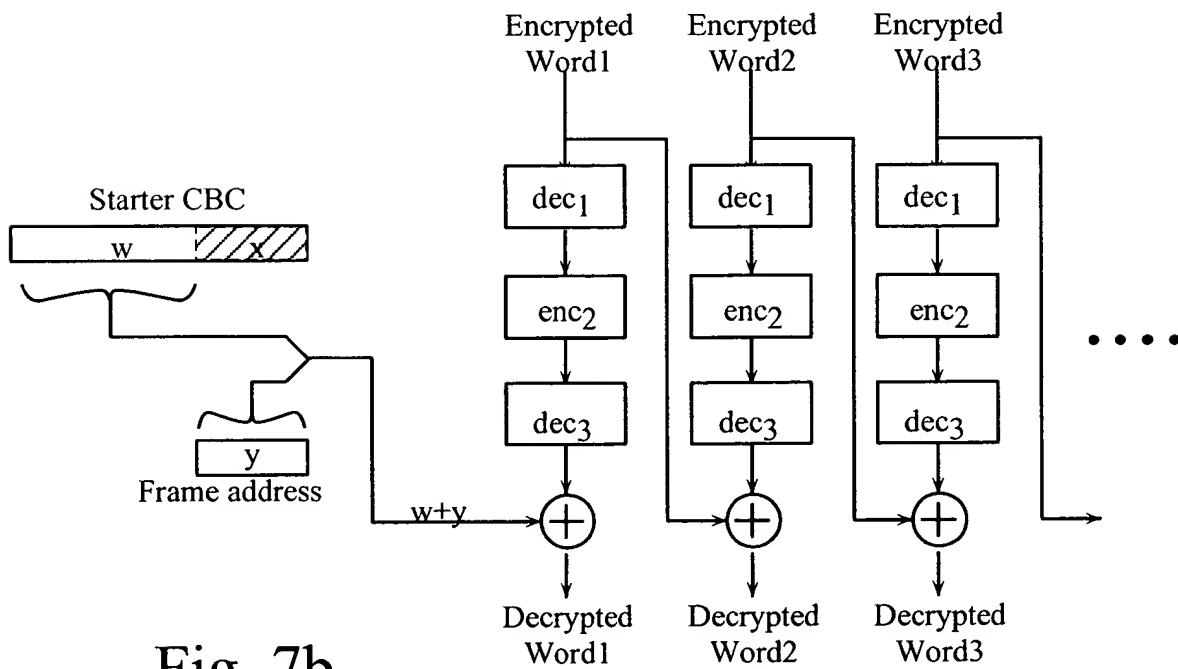 Encrypted Word1
Encrypted Word2
Encrypted Word3
Starter CBC
w
x
y
Frame address
w+y
dec1
dec1
dec1
enc2
enc2
enc2
dec3
dec3
dec3
Decrypted Word1
Decrypted Word2
Decrypted Word3
Fig. 7b